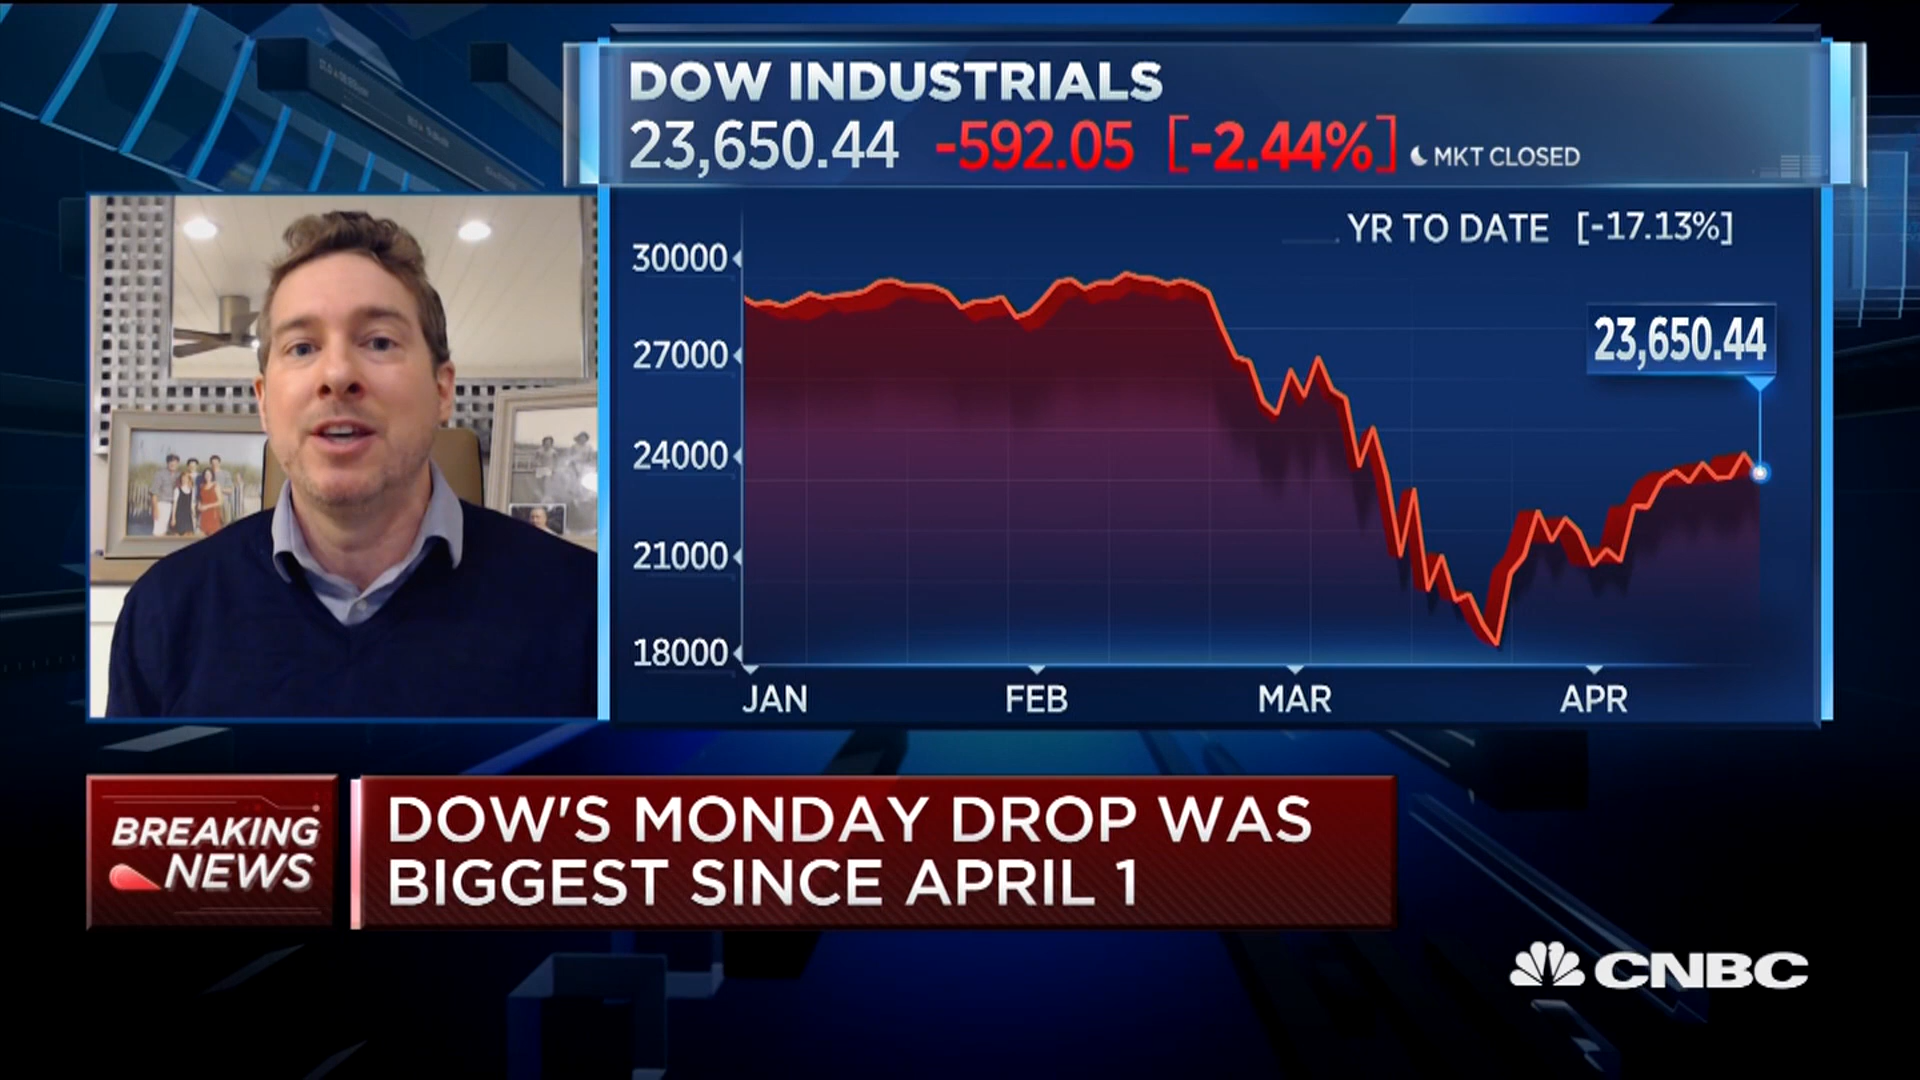 DOW INDUSTRIALS
23,650.44 -592.05 [-2.44%] MKT CLOSED
YR TO DATE [-17.13%]
30000
27000
24000
21000
18000
23,650.44
JAN FEB MAR APR
BREAKING
NEWS
DOW'S MONDAY DROP WAS
BIGGEST SINCE APRIL 1
CNBC